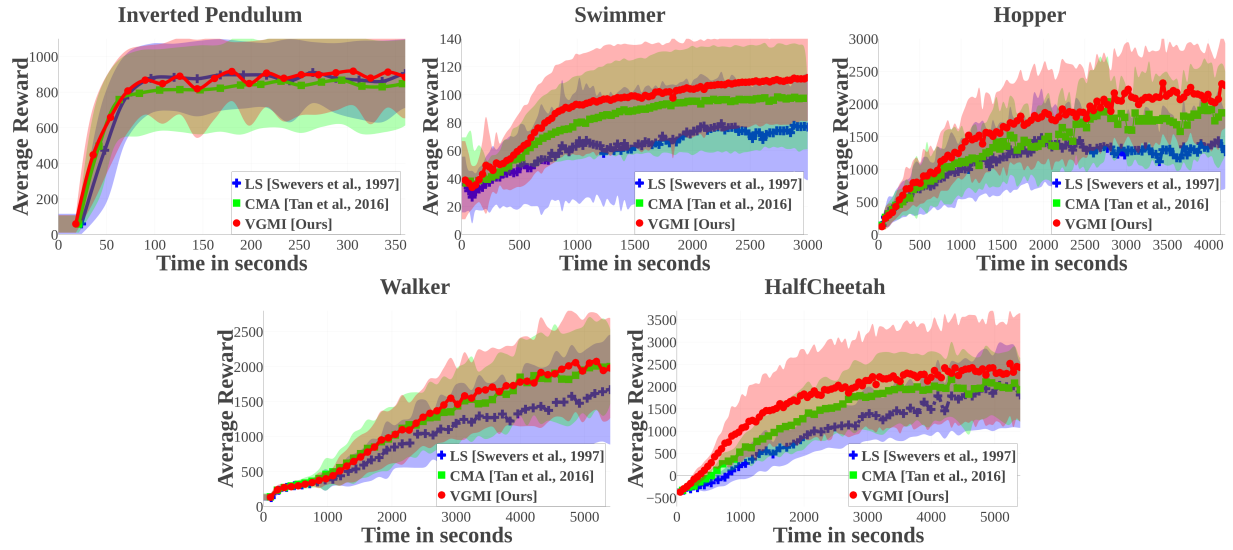 Inverted Pendulum
Average Reward
1000
800
600
400
200
0
0 50 100 150 200 250 300 350
Time in seconds
LS [Swevers et al., 1997]
CMA [Tan et al., 2016]
VGMI [Ours]
Swimmer
Average Reward
140
120
100
80
60
40
20
0
0 500 1000 1500 2000 2500 3000
Time in seconds
LS [Swevers et al., 1997]
CMA [Tan et al., 2016]
VGMI [Ours]
Hopper
Average Reward
3000
2500
2000
1500
1000
500
0
0 500 1000 1500 2000 2500 3000 3500 4000
Time in seconds
LS [Swevers et al., 1997]
CMA [Tan et al., 2016]
VGMI [Ours]
Walker
Average Reward
2500
2000
1500
1000
500
0
0 1000 2000 3000 4000 5000
Time in seconds
LS [Swevers et al., 1997]
CMA [Tan et al., 2016]
VGMI [Ours]
HalfCheetah
Average Reward
3500
3000
2500
2000
1500
1000
500
0
−500
0 1000 2000 3000 4000 5000
Time in seconds
LS [Swevers et al., 1997]
CMA [Tan et al., 2016]
VGMI [Ours]